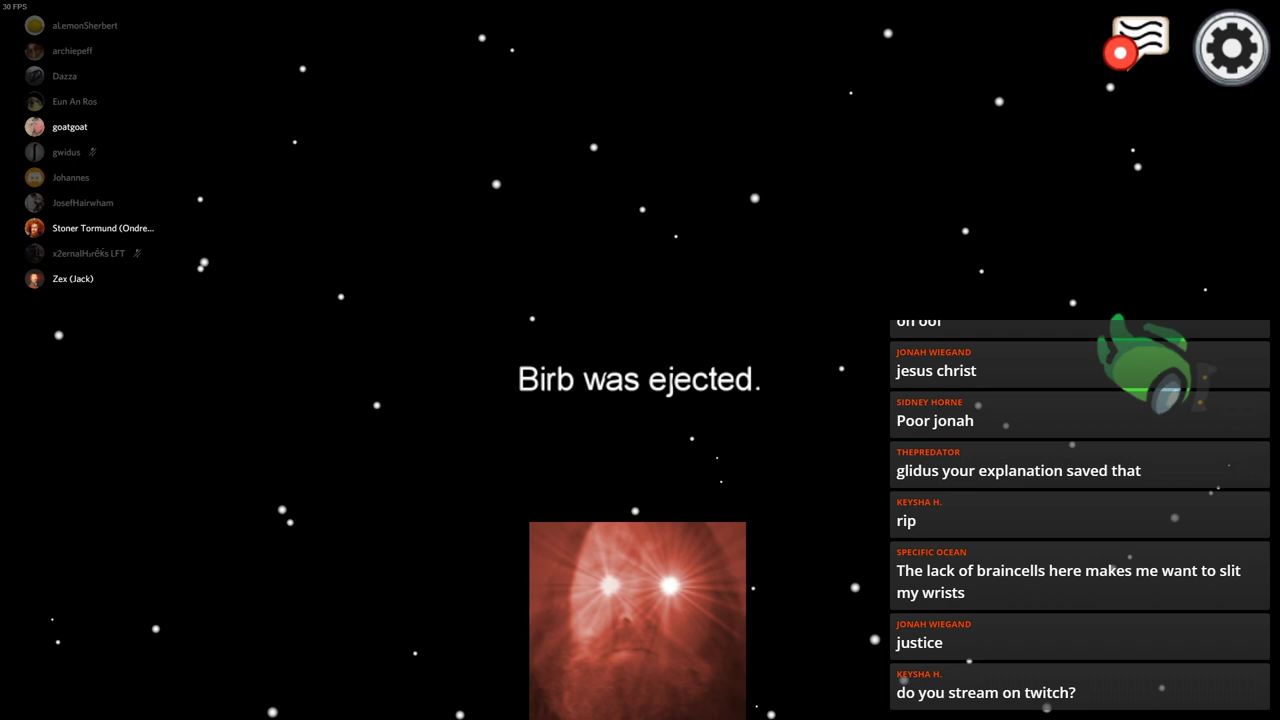 30 FPS
aLemonSherbert
archiepeff
Dazza
Eun An Ros
goatgoat
gwidus
Johannes
JosefHairwham
Stoner Tormund (Ondre...
LFT
Zex (Jack)
Birb was ejected.
oh oof
JONAH WIEGAND
jesus christ
SIDNEY HORNE
Poor jonah
THEPREDATOR
glidus your explanation saved that
KEYSHA H.
rip
SPECIFIC OCEAN
The lack of braincells here makes me want to slit
my wrists
JONAH WIEGAND
justice
KEYSHA H.
do you stream on twitch?